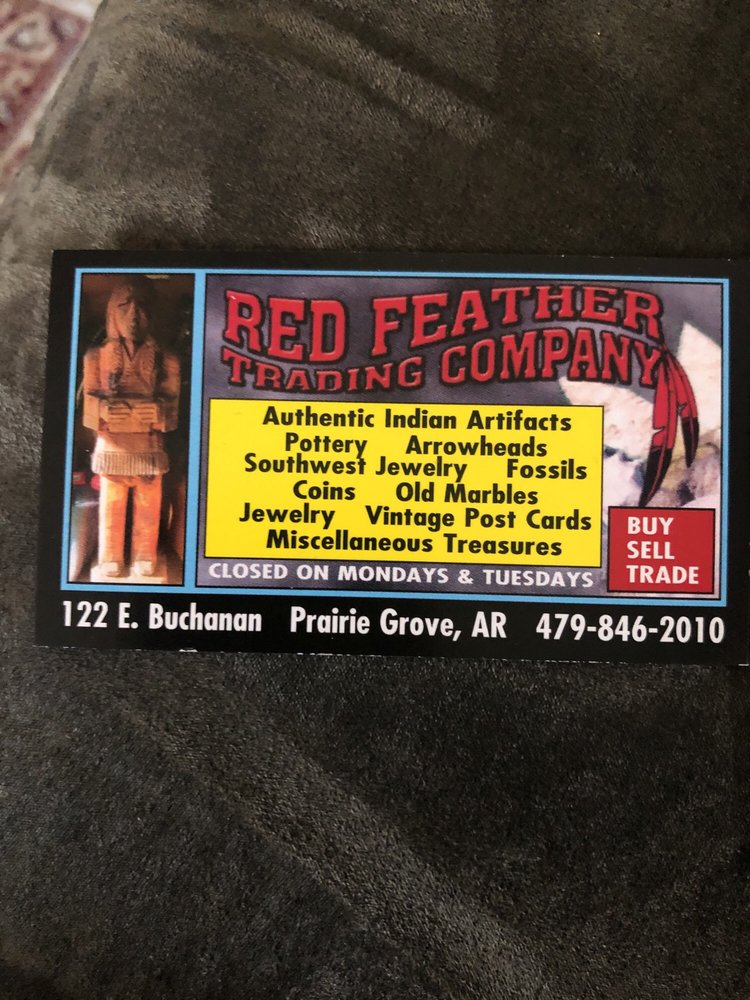 RED FEATHER
TRADING COMPANY
Authentic Indian Artifacts
Pottery Arrowheads
Southwest Jewelry Fossils
Coins Old Marbles
Jewelry Vintage Post Cards
Miscellaneous Treasures
CLOSED ON MONDAYS & TUESDAYS
BUY
SELL
TRADE
122 E. Buchanan Prairie Grove, AR 479-846-2010